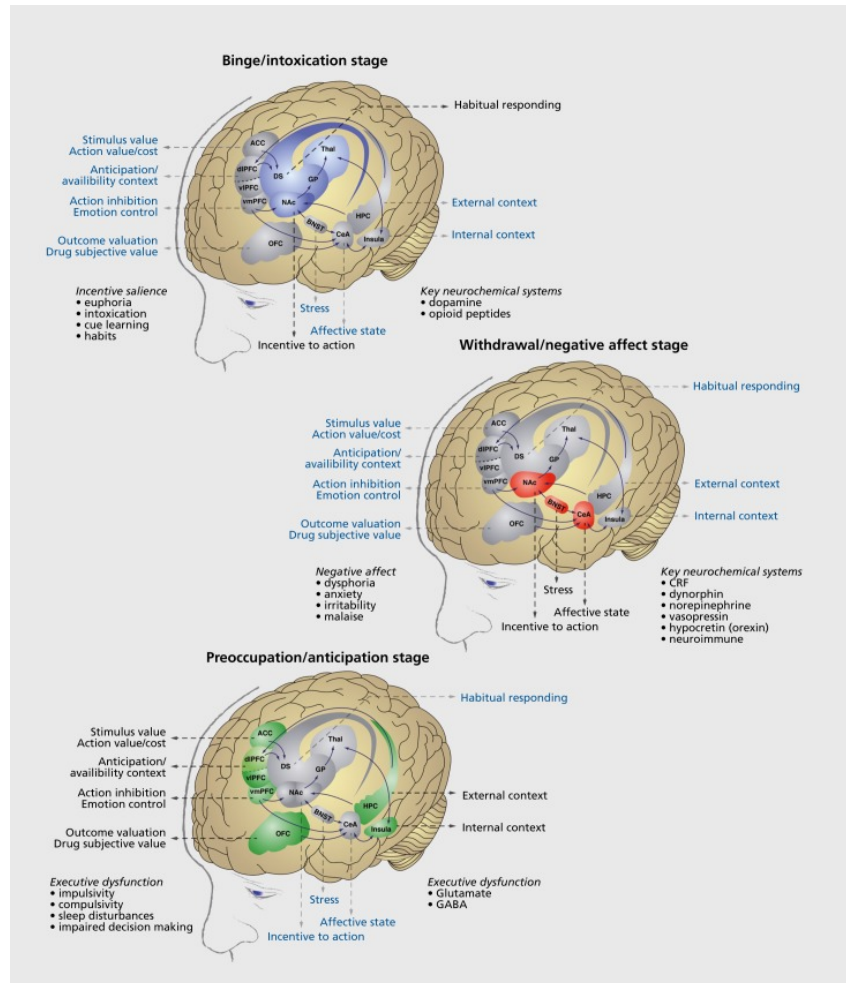 Binge/intoxication stage
Habitual responding
Stimulus value
Action value/cost
Anticipation/
availibility context
Action inhibition
Emotion control
Outcome valuation
Drug subjective value
ACC
dlPFC
vlPFC
vmPFC
OFC
DS
NAc
GP
Thal
BNST
CeA
HPC
Insula
External context
Internal context
Incentive salience
• euphoria
• intoxication
• cue learning
• habits
Stress
Affective state
Incentive to action
Key neurochemical systems
• dopamine
• opioid peptides
Withdrawal/negative affect stage
Habitual responding
Stimulus value
Action value/cost
Anticipation/
availibility context
Action inhibition
Emotion control
Outcome valuation
Drug subjective value
ACC
dlPFC
vlPFC
vmPFC
OFC
DS
NAc
GP
Thal
BNST
CeA
HPC
Insula
External context
Internal context
Negative affect
• dysphoria
• anxiety
• irritability
• malaise
Stress
Affective state
Incentive to action
Key neurochemical systems
• CRF
• dynorphin
• norepinephrine
• vasopressin
• hypocretin (orexin)
• neuroimmune
Preoccupation/anticipation stage
Habitual responding
Stimulus value
Action value/cost
Anticipation/
availibility context
Action inhibition
Emotion control
Outcome valuation
Drug subjective value
ACC
dlPFC
vlPFC
vmPFC
OFC
DS
NAc
GP
Thal
BNST
CeA
HPC
Insula
External context
Internal context
Executive dysfunction
• impulsivity
• compulsivity
• sleep disturbances
• impaired decision making
Stress
Affective state
Incentive to action
Executive dysfunction
• Glutamate
• GABA